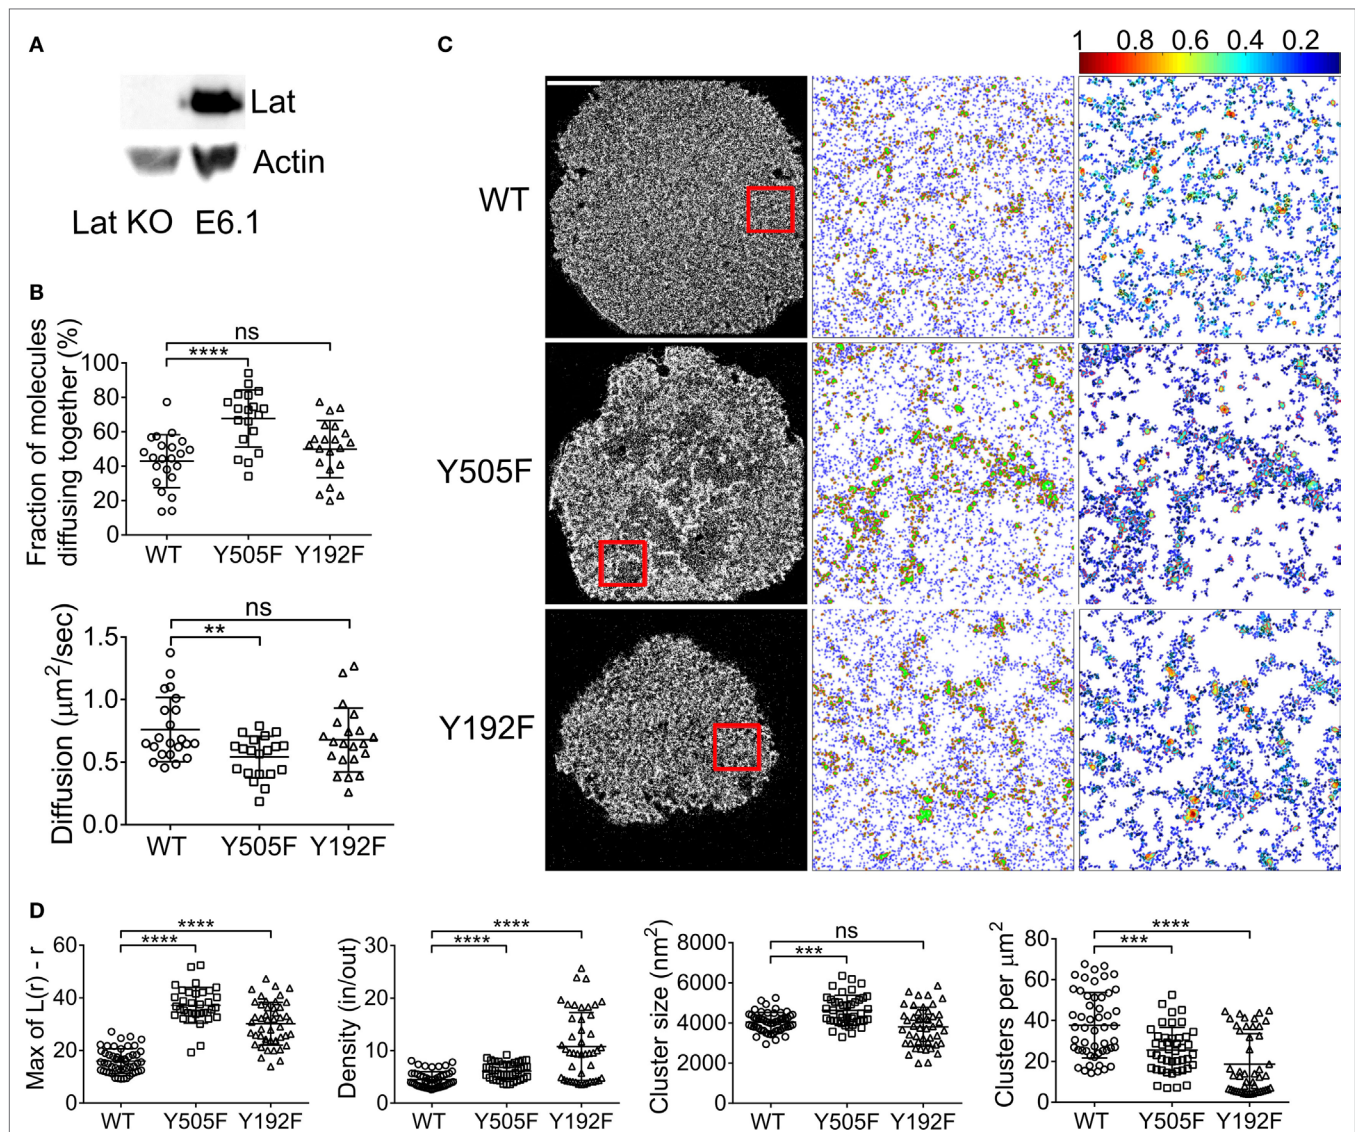 A
Lat
Actin
Lat KO E6.1
B
Fraction of molecules
diffusing together (%)
100
80
60
40
20
0
ns
****
WT Y505F Y192F
Diffusion (µm²/sec)
1.5
1.0
0.5
0.0
ns
**
WT Y505F Y192F
C
1 0.8 0.6 0.4 0.2
WT
Y505F
Y192F
D
Max of L(r) - r
60
40
20
0
****
****
WT Y505F Y192F
Density (in/out)
30
20
10
0
****
****
WT Y505F Y192F
Cluster size (nm²)
8000
6000
4000
2000
0
ns
***
WT Y505F Y192F
Clusters per µm²
80
60
40
20
0
****
***
WT Y505F Y192F